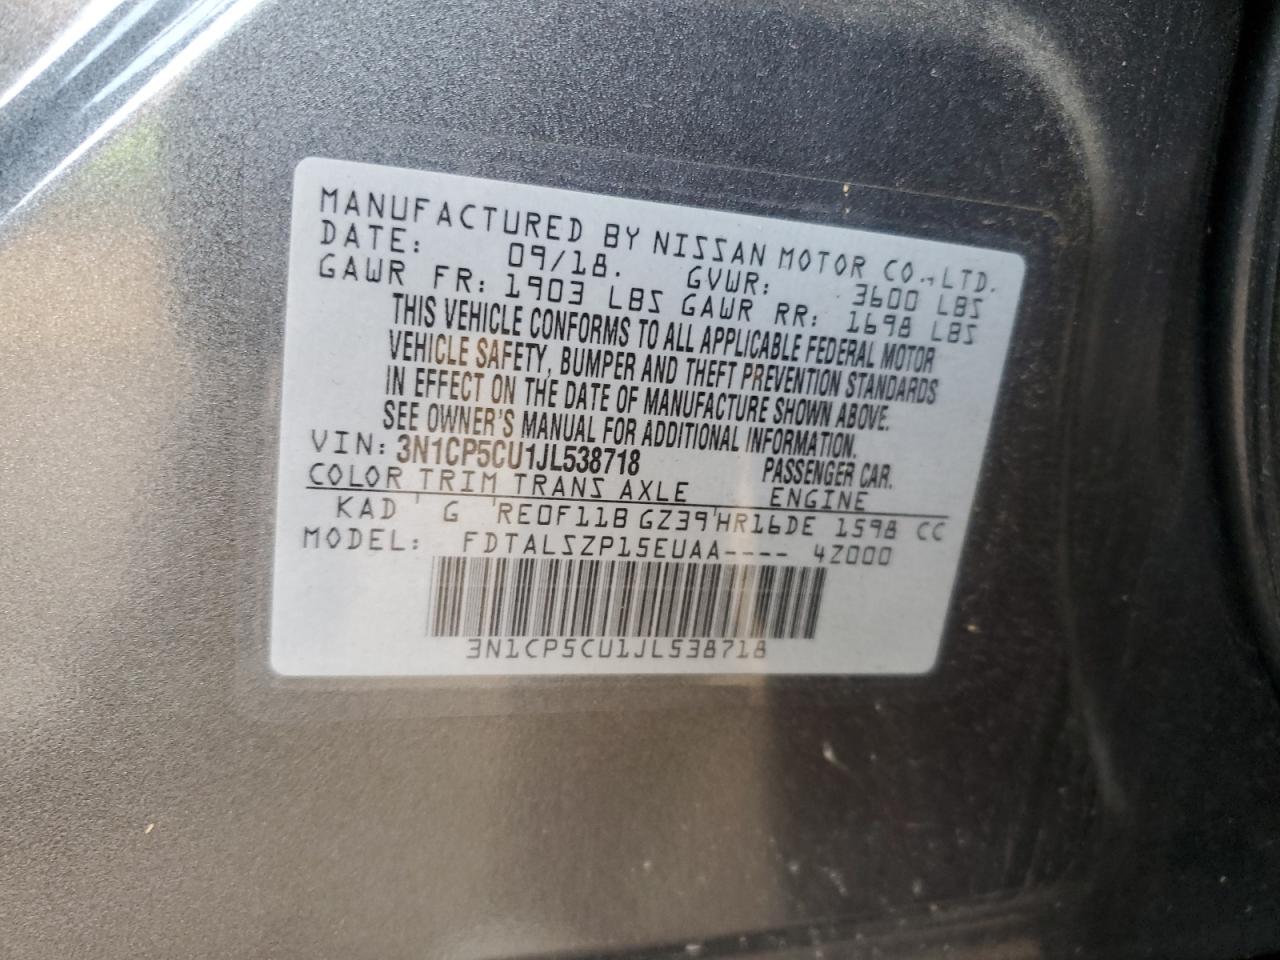 MANUFACTURED BY NISSAN MOTOR CO., LTD.
DATE: 09/18. GVWR: 3600 LBS
GAWR FR: 1903 LBS GAWR RR: 1698 LBS
THIS VEHICLE CONFORMS TO ALL APPLICABLE FEDERAL MOTOR
VEHICLE SAFETY, BUMPER AND THEFT PREVENTION STANDARDS
IN EFFECT ON THE DATE OF MANUFACTURE SHOWN ABOVE.
SEE OWNER'S MANUAL FOR ADDITIONAL INFORMATION.
VIN: 3N1CP5CU1JL538718 PASSENGER CAR.
COLOR TRIM TRANS AXLE ENGINE
KAD ' G ' RE0F11B GZ39'HR16DE 1598 CC
MODEL: FDTALSZP15EUAA---- 4Z000
3N1CP5CU1JL538718